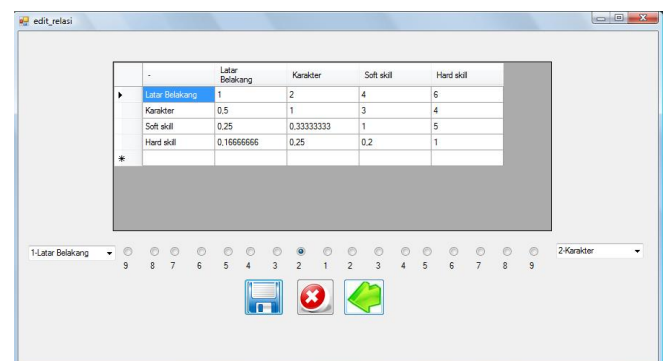 edit_relasi
- Latar Belakang Karakter Soft skill Hard skill
Latar Belakang 1 2 4 6
Karakter 0,5 1 3 4
Soft skill 0,25 0,33333333 1 5
Hard skill 0,16666666 0,25 0,2 1
1-Latar Belakang 2-Karakter
9 8 7 6 5 4 3 2 1 2 3 4 5 6 7 8 9